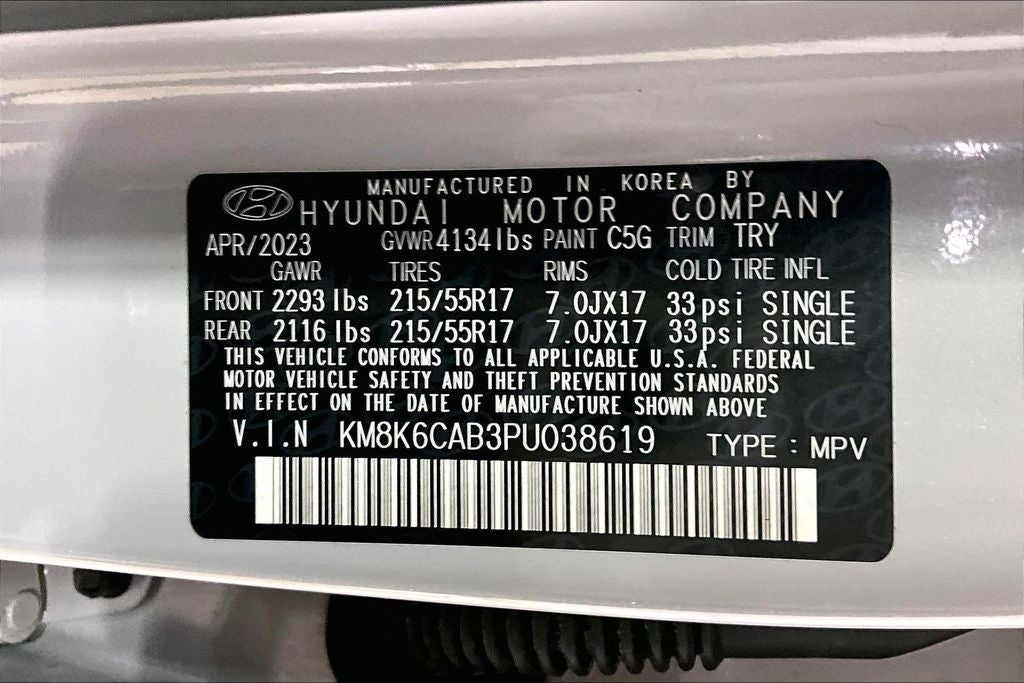 MANUFACTURED IN KOREA BY
HYUNDAI MOTOR COMPANY
APR/2023 GVWR 4134lbs PAINT C5G TRIM TRY
GAWR TIRES RIMS COLD TIRE INFL
FRONT 2293 lbs 215/55R17 7.0JX17 33psi SINGLE
REAR 2116 lbs 215/55R17 7.0JX17 33psi SINGLE
THIS VEHICLE CONFORMS TO ALL APPLICABLE U.S.A. FEDERAL
MOTOR VEHICLE SAFETY AND THEFT PREVENTION STANDARDS
IN EFFECT ON THE DATE OF MANUFACTURE SHOWN ABOVE
V.I.N KM8K6CAB3PU038619 TYPE : MPV